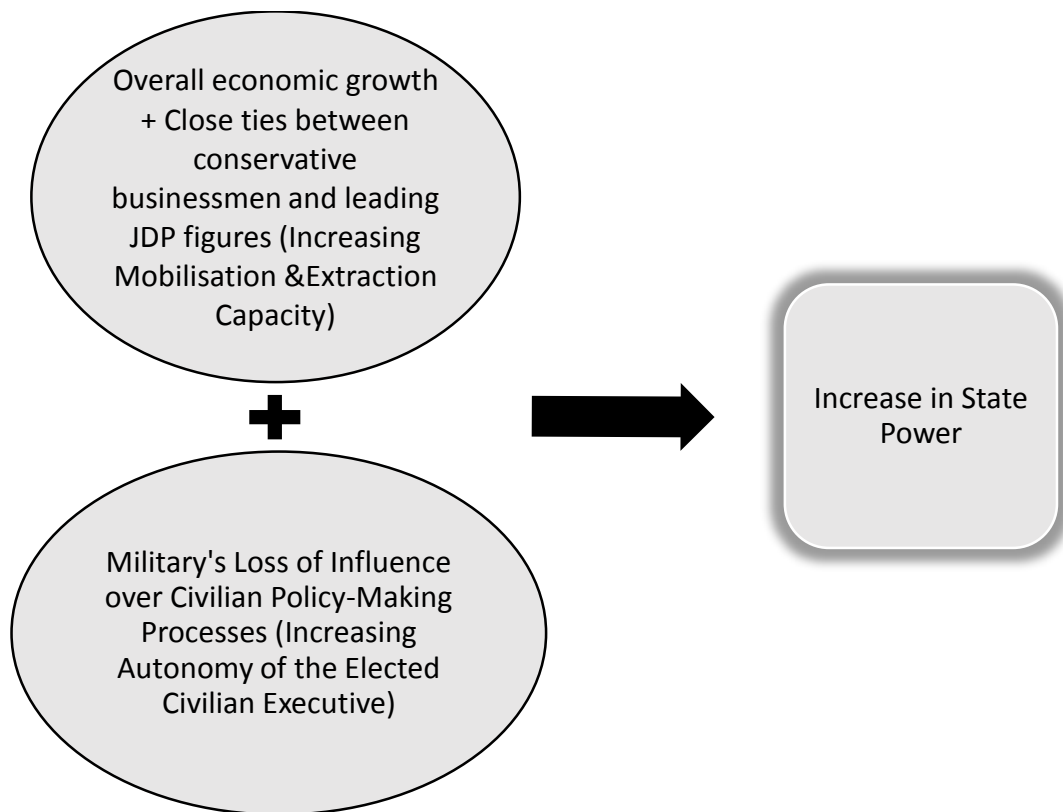 Overall economic growth
+ Close ties between
conservative
businessmen and leading
JDP figures (Increasing
Mobilisation &Extraction
Capacity)
Military's Loss of Influence
over Civilian Policy-Making
Processes (Increasing
Autonomy of the Elected
Civilian Executive)
Increase in State
Power